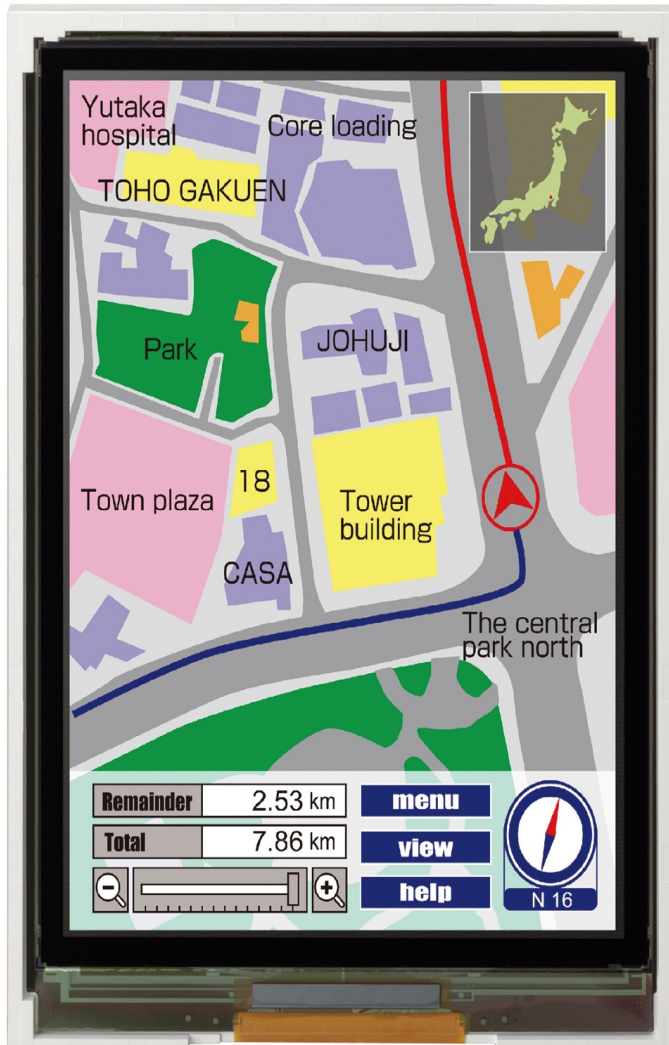 Yutaka
hospital
Core loading
TOHO GAKUEN
Park
JOHUJI
Town plaza
18
Tower
building
CASA
The central
park north
Remainder 2.53 km
Total 7.86 km
menu
view
help
N 16